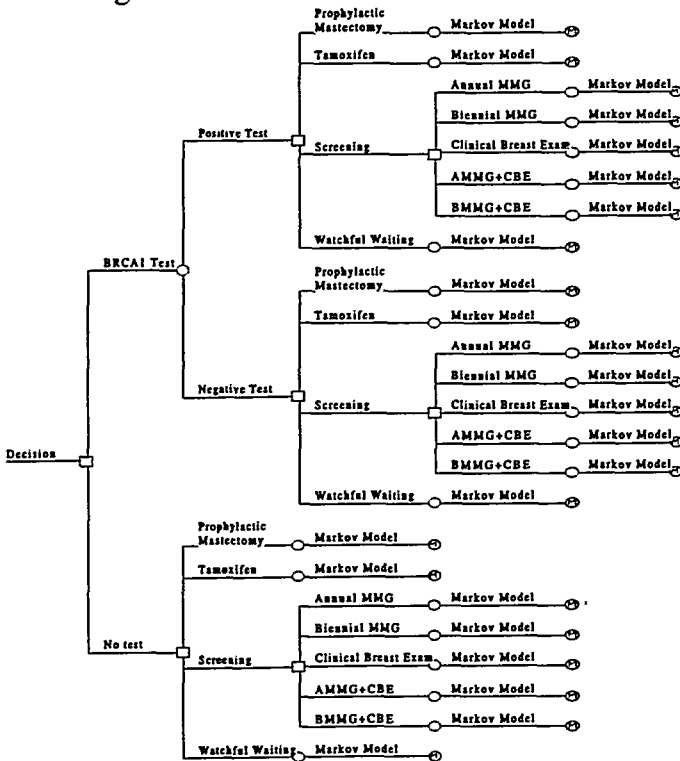 Prophylactic
Mastectomy Markov Model
Tamoxifen Markov Model
Annual MMG Markov Model
Biennial MMG Markov Model
Positive Test Screening Clinical Breast Exam Markov Model
AMMG+CBE Markov Model
BMMG+CBE Markov Model
Watchful Waiting Markov Model
BRCA1 Test
Prophylactic
Mastectomy Markov Model
Tamoxifen Markov Model
Annual MMG Markov Model
Biennial MMG Markov Model
Negative Test Screening Clinical Breast Exam Markov Model
AMMG+CBE Markov Model
BMMG+CBE Markov Model
Watchful Waiting Markov Model
Decision
Prophylactic
Mastectomy Markov Model
Tamoxifen Markov Model
Annual MMG Markov Model
Biennial MMG Markov Model
No test Screening Clinical Breast Exam Markov Model
AMMG+CBE Markov Model
BMMG+CBE Markov Model
Watchful Waiting Markov Model